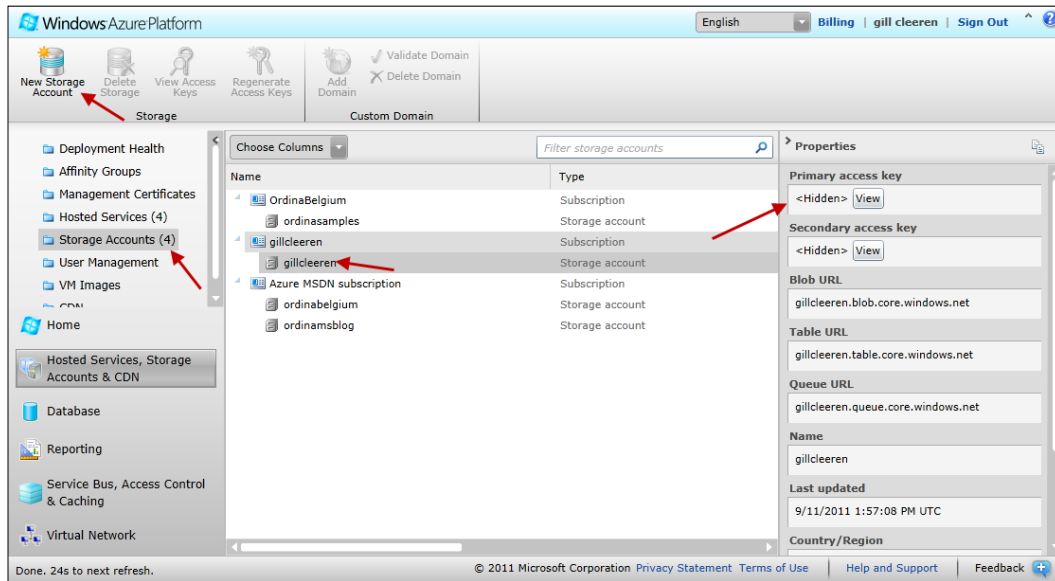 Windows Azure Platform
English
Billing | gill cleeren | Sign Out
New Storage
Account
Delete
Storage
View Access
Keys
Regenerate
Access Keys
Storage
Add
Domain
Validate Domain
Delete Domain
Custom Domain
Deployment Health
Affinity Groups
Management Certificates
Hosted Services (4)
Storage Accounts (4)
User Management
VM Images
CDN
Home
Hosted Services, Storage
Accounts & CDN
Database
Reporting
Service Bus, Access Control
& Caching
Virtual Network
Choose Columns
Filter storage accounts
Name Type
OrdinaBelgium Subscription
ordinasamples Storage account
gillcleeren Subscription
gillcleeren Storage account
Azure MSDN subscription Subscription
ordinabelgium Storage account
ordinamsblog Storage account
Properties
Primary access key
<Hidden> View
Secondary access key
<Hidden> View
Blob URL
gillcleeren.blob.core.windows.net
Table URL
gillcleeren.table.core.windows.net
Queue URL
gillcleeren.queue.core.windows.net
Name
gillcleeren
Last updated
9/11/2011 1:57:08 PM UTC
Country/Region
Done. 24s to next refresh.
© 2011 Microsoft Corporation Privacy Statement Terms of Use
Help and Support
Feedback